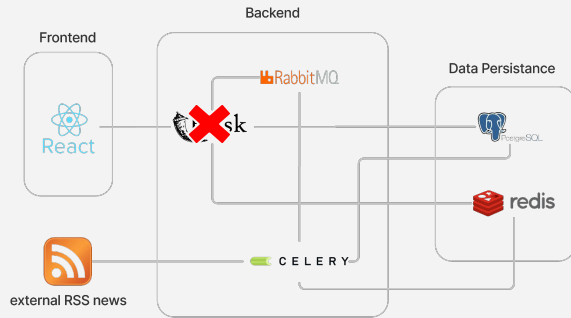 Backend
Frontend
RabbitMQ
Data Persistance
sk
PostgreSQL
React
redis
CELERY
external RSS news